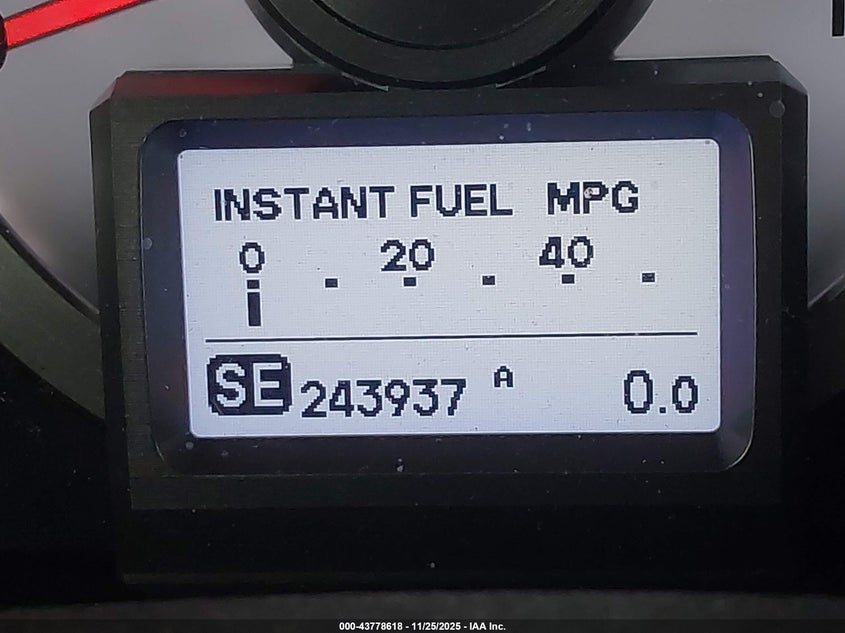 INSTANT FUEL MPG
0 20 40
SE 243937 A 0.0
000-43778618 - 11/25/2025 - IAA Inc.